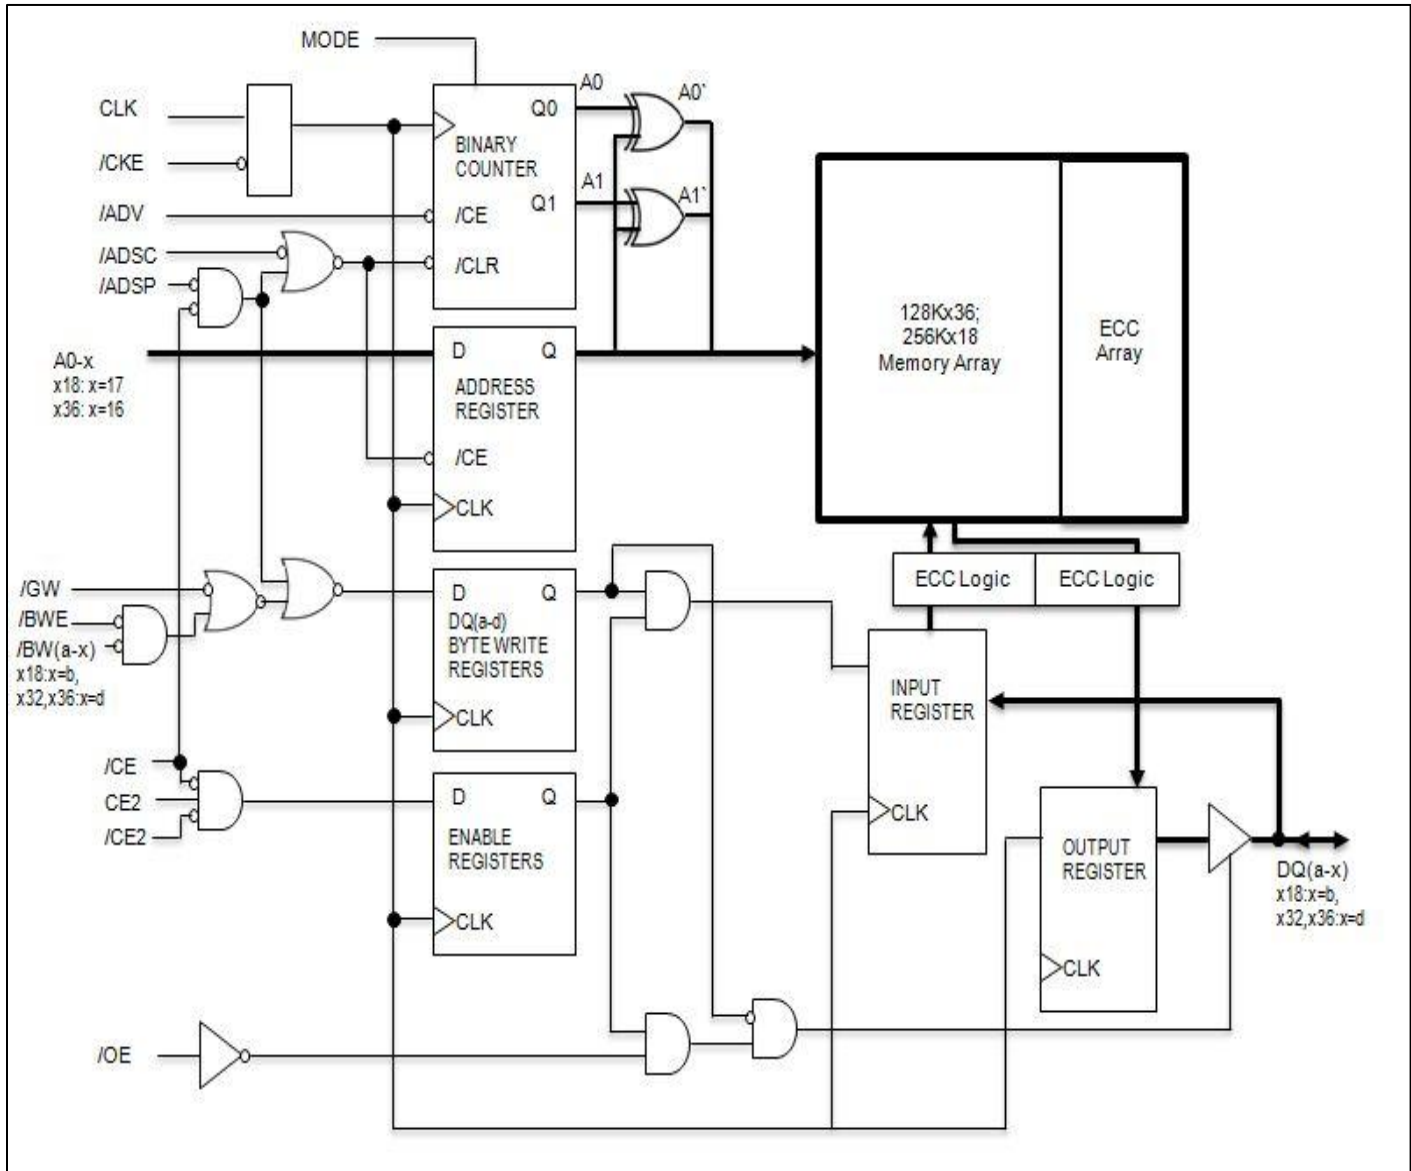 MODE
CLK
/CKE
/ADV
/ADSC
/ADSP
A0-x
x18: x=17
x36: x=16
/GW
/BWE
/BW(a-x)
x18:x=b,
x32,x36:x=d
/CE
CE2
/CE2
/OE
Q0
BINARY
COUNTER
Q1
/CE
/CLR
A0
A0`
A1
A1`
D Q
ADDRESS
REGISTER
/CE
CLK
D Q
DQ(a-d)
BYTE WRITE
REGISTERS
CLK
D Q
ENABLE
REGISTERS
CLK
128Kx36;
256Kx18
Memory Array
ECC
Array
ECC Logic
ECC Logic
INPUT
REGISTER
CLK
OUTPUT
REGISTER
CLK
DQ(a-x)
x18:x=b,
x32,x36:x=d